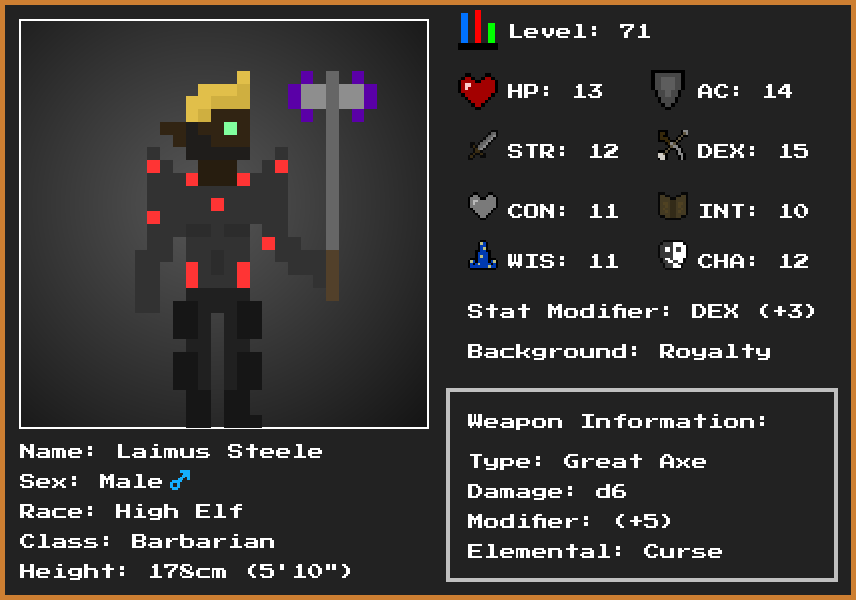 Level: 71
HP: 13
AC: 14
STR: 12
DEX: 15
CON: 11
INT: 10
WIS: 11
CHA: 12
Stat Modifier: DEX (+3)
Background: Royalty
Weapon Information:
Type: Great Axe
Damage: d6
Modifier: (+5)
Elemental: Curse
Name: Laimus Steele
Sex: Male♂
Race: High Elf
Class: Barbarian
Height: 178cm (5'10")